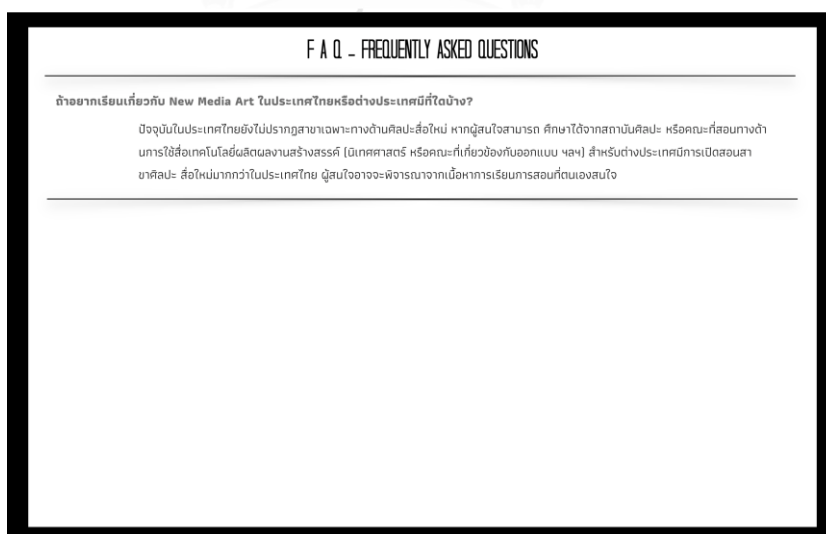 F A Q - FREQUENTLY ASKED QUESTIONS
ถ้าอยากเรียนเกี่ยวกับ New Media Art ในประเทศไทยหรือต่างประเทศมีที่ใดบ้าง?
ปัจจุบันในประเทศไทยยังไม่ปรากฏสาขาเฉพาะทางด้านศิลปะสื่อใหม่ หากผู้สนใจสามารถ ศึกษาได้จากสถาบันศิลปะ หรือคณะที่สอนทางด้า
นการใช้สื่อเทคโนโลยี่ผลิตผลงานสร้างสรรค์ (นิเทศศาสตร์ หรือคณะที่เกี่ยวข้องกับออกแบบ ฯลฯ) สำหรับต่างประเทศมีการเปิดสอนสา
ขาศิลปะ สื่อใหม่มากกว่าในประเทศไทย ผู้สนใจอาจจะพิจารณาจากเนื้อหาการเรียนการสอนที่ตนเองสนใจ